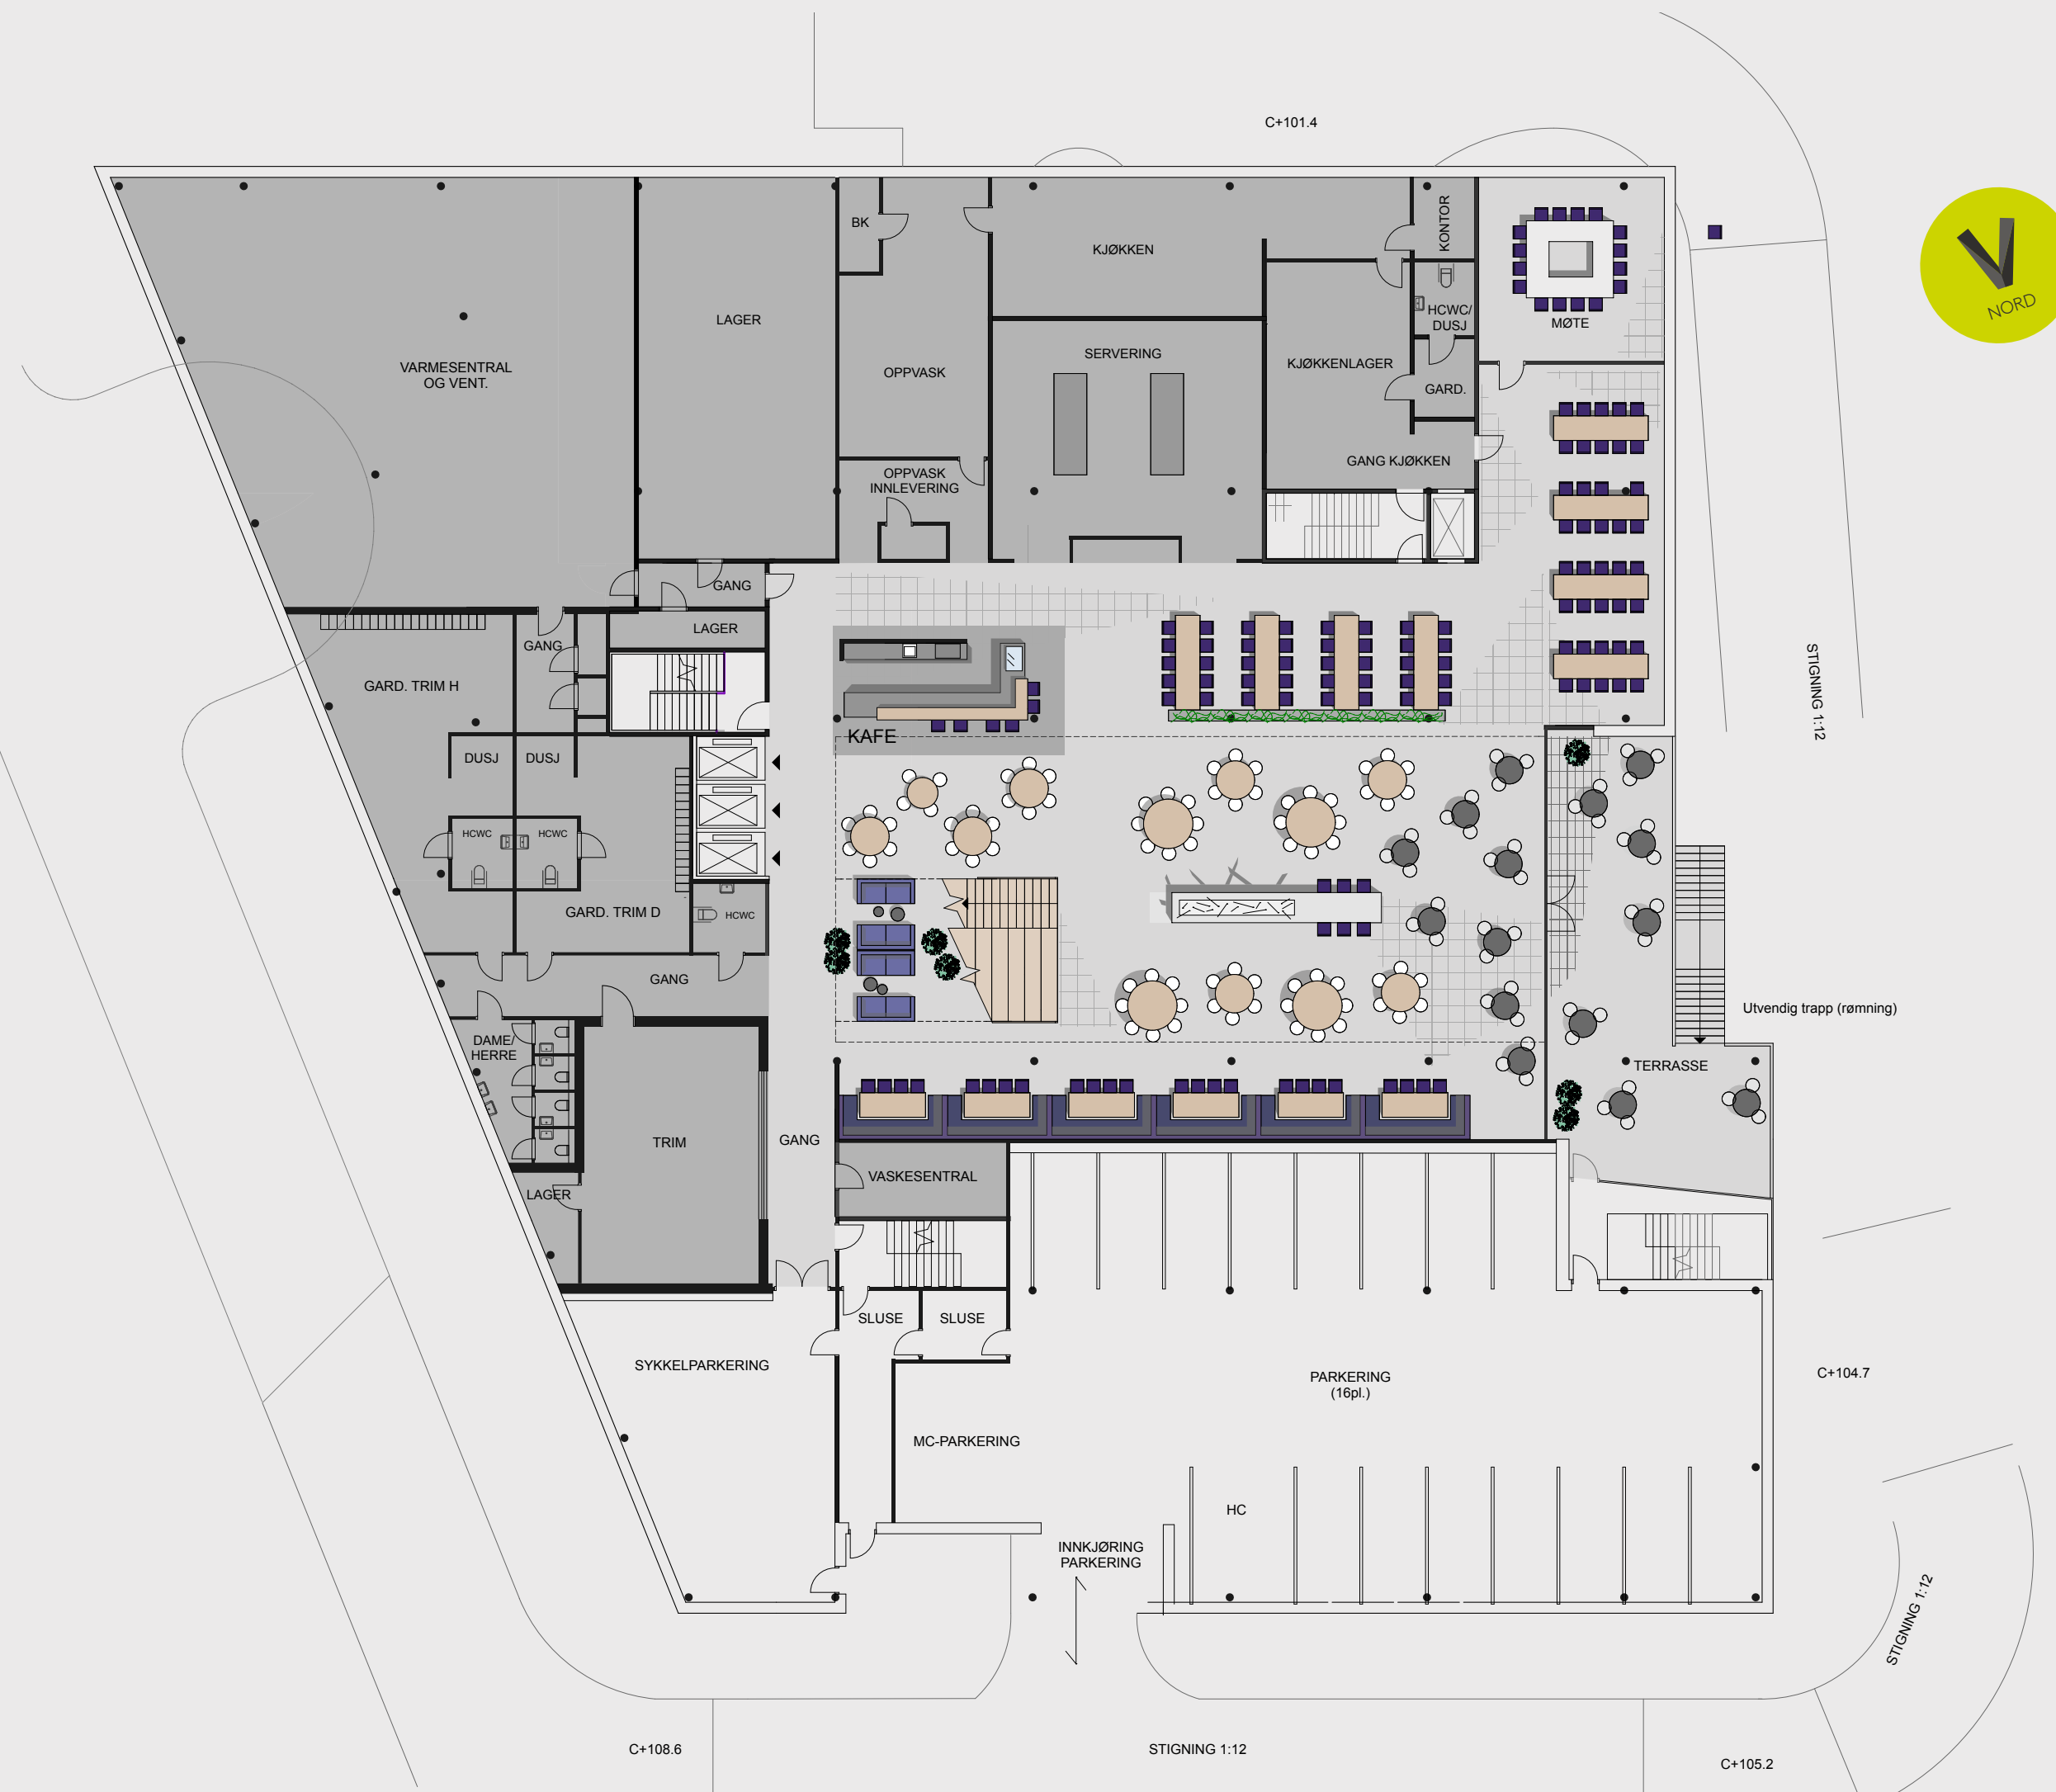 C+101.4
BK
KJØKKEN
KONTOR
NORD
LAGER
HCWC/
DUSJ
MØTE
VARMESENTRAL
OG VENT.
OPPVASK
SERVERING
KJØKKENLAGER
GARD.
OPPVASK
INNLEVERING
GANG KJØKKEN
GANG
LAGER
GANG
GARD. TRIM H
STIGNING 1:12
KAFE
DUSJ
DUSJ
HCWC
HCWC
GARD. TRIM D
HCWC
GANG
Utvendig trapp (rømning)
DAME/
HERRE
TERRASSE
TRIM
GANG
VASKESENTRAL
LAGER
SLUSE
SLUSE
SYKKELPARKERING
PARKERING
(16pl.)
C+104.7
MC-PARKERING
HC
INNKJØRING
PARKERING
STIGNING 1:12
C+108.6
STIGNING 1:12
C+105.2